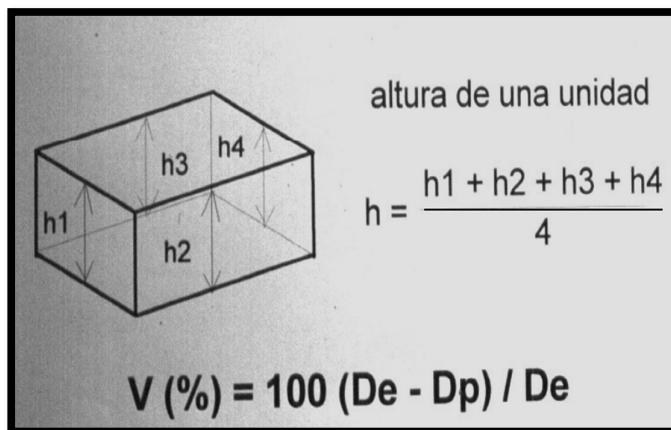 altura de una unidad
h1
h2
h3
h4
h = h1 + h2 + h3 + h4
4
V (%) = 100 (De - Dp) / De